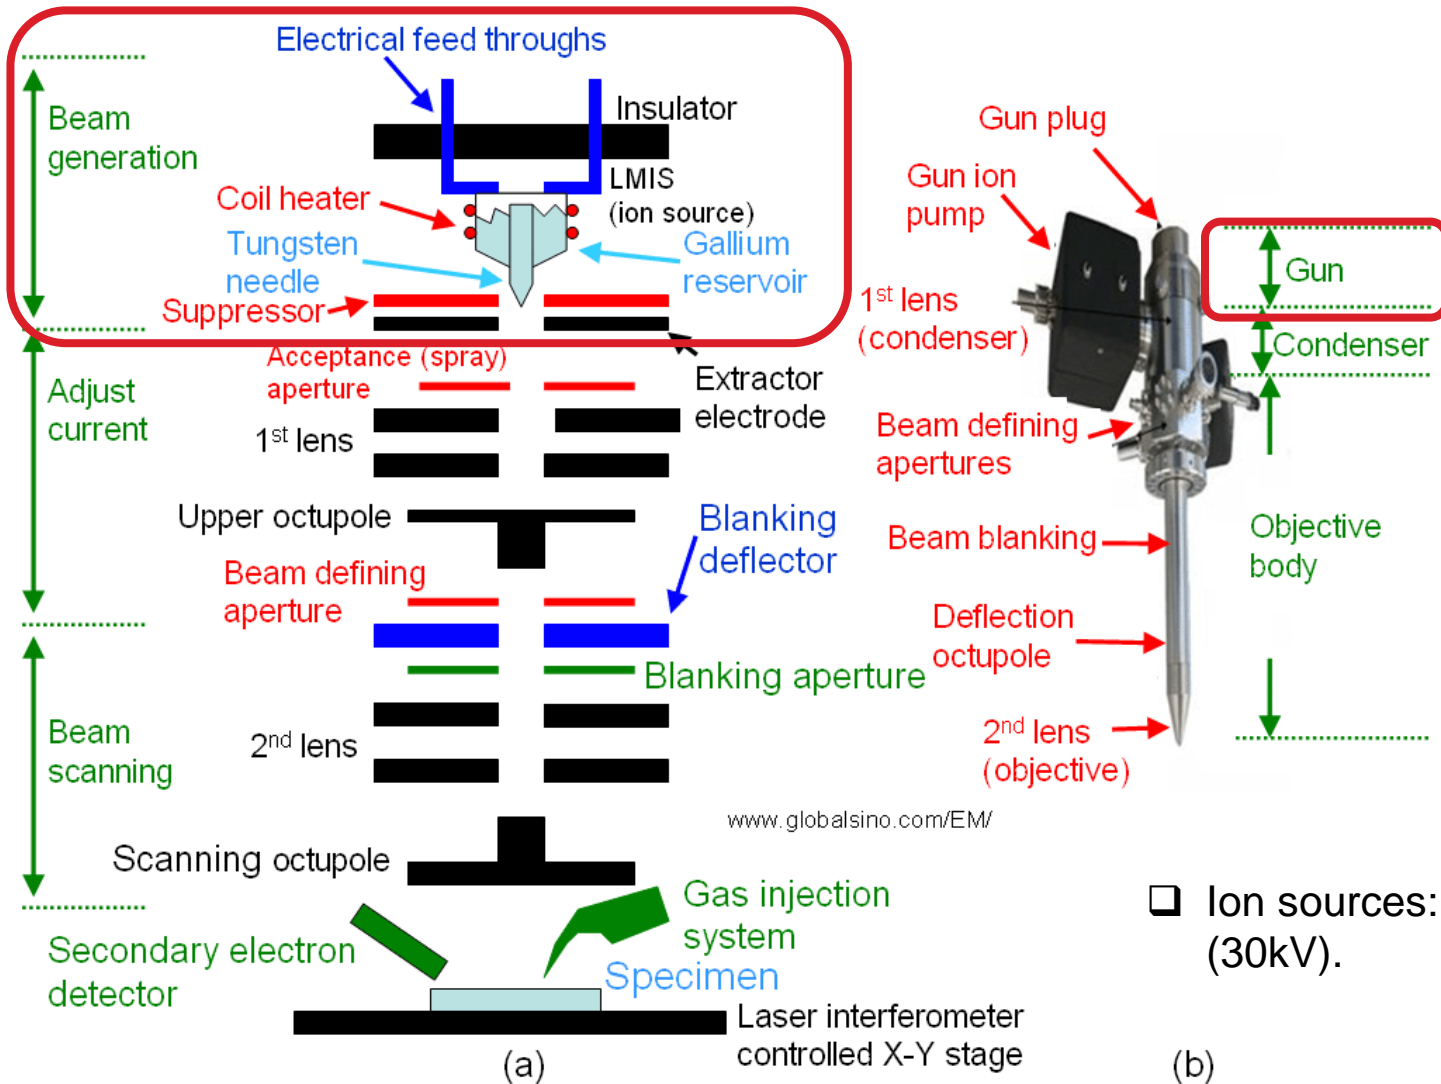 Electrical feed throughs
Beam
generation
Insulator
Coil heater
LMIS
(ion source)
Tungsten
needle
Gallium
reservoir
Suppressor
Acceptance (spray)
aperture
Extractor
electrode
Adjust
current
1st lens
Upper octupole
Blanking
deflector
Beam defining
aperture
Blanking aperture
Beam
scanning
2nd lens
www.globalsino.com/EM/
Scanning octupole
Gas injection
system
Secondary electron
detector
Specimen
Laser interferometer
controlled X-Y stage
(a)
Gun plug
Gun ion
pump
Gun
1st lens
(condenser)
Condenser
Beam defining
apertures
Beam blanking
Objective
body
Deflection
octupole
2nd lens
(objective)
❑ Ion sources:
(30kV).
(b)